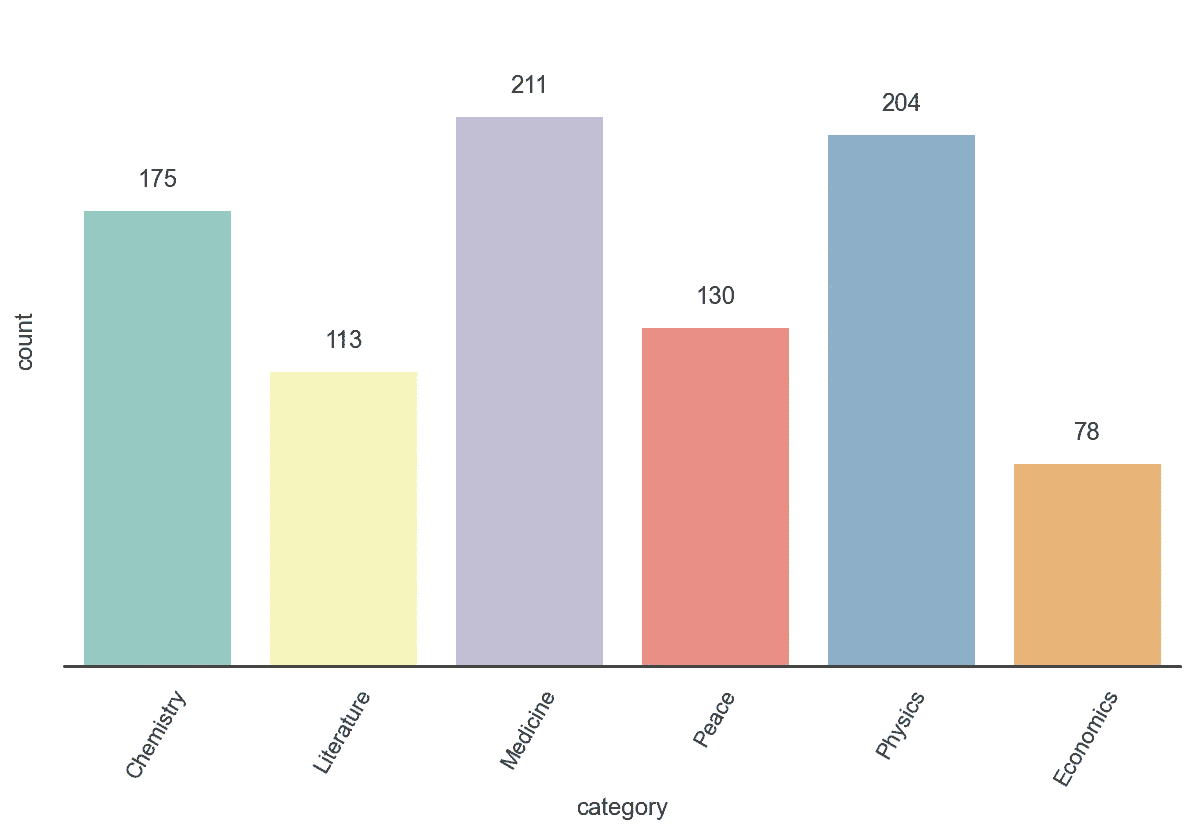 211
204
175
130
113
78
count
Chemistry
Literature
Medicine
Peace
Physics
Economics
category